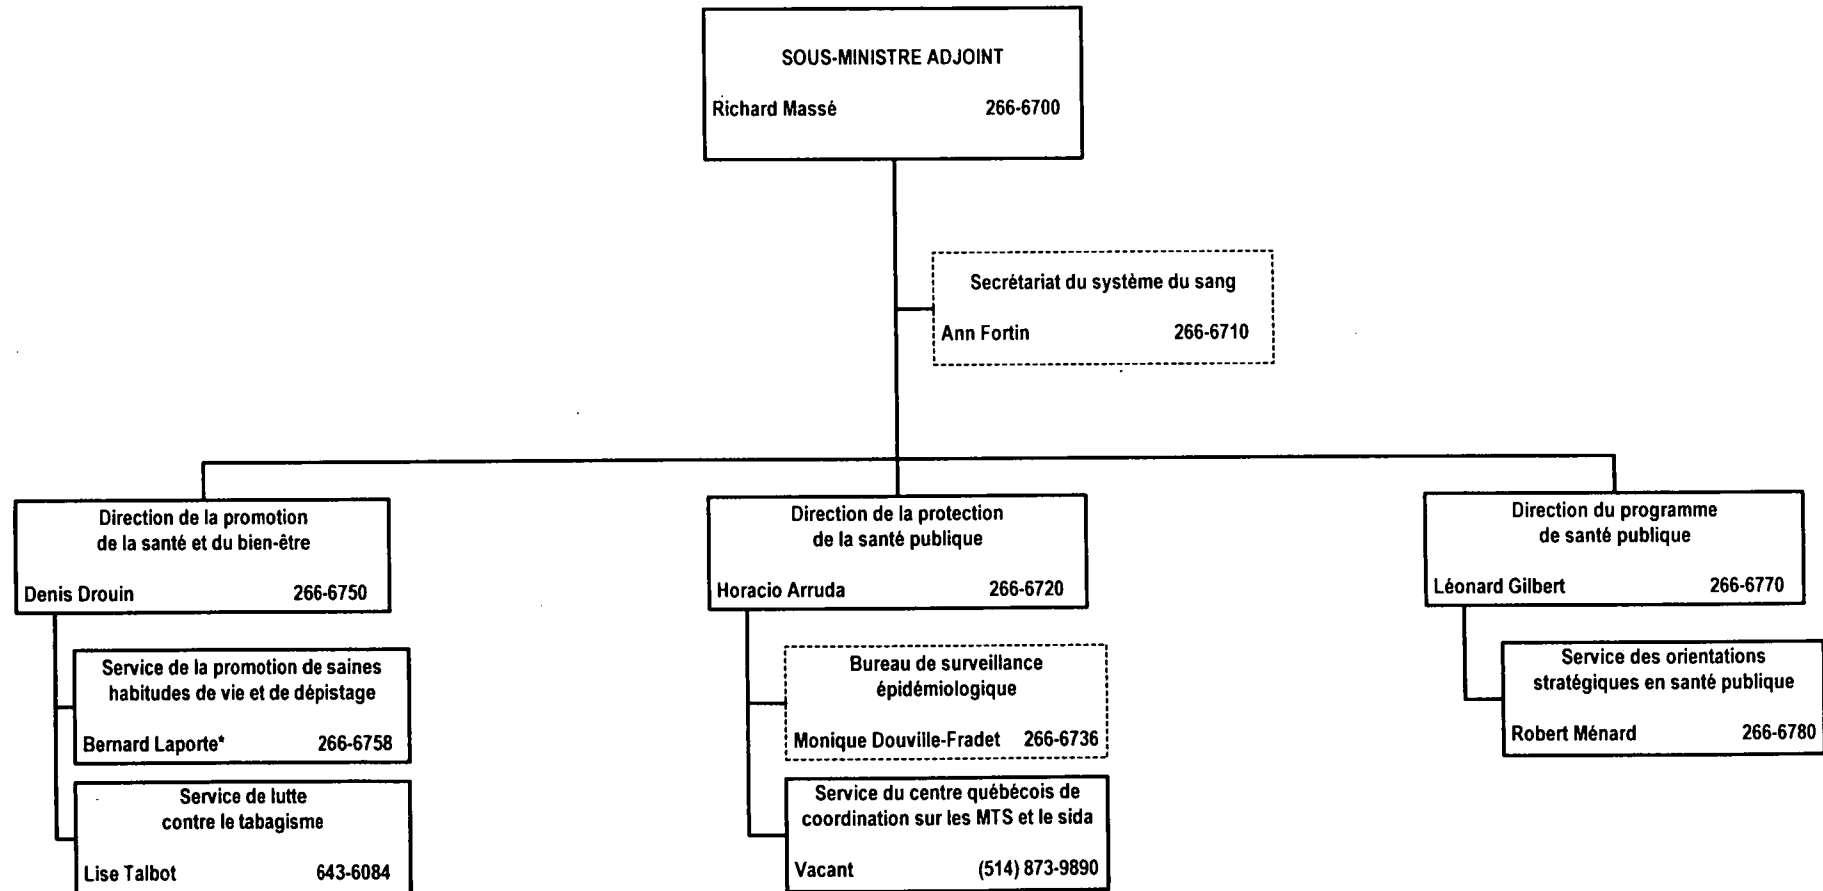 SOUS-MINISTRE ADJOINT
Richard Massé 266-6700
Secrétariat du système du sang
Ann Fortin 266-6710
Direction de la promotion
de la santé et du bien-être
Denis Drouin 266-6750
Service de la promotion de saines
habitudes de vie et de dépistage
Bernard Laporte* 266-6758
Service de lutte
contre le tabagisme
Lise Talbot 643-6084
Direction de la protection
de la santé publique
Horacio Arruda 266-6720
Bureau de surveillance
épidémiologique
Monique Douville-Fradet 266-6736
Service du centre québécois de
coordination sur les MTS et le sida
Vacant (514) 873-9890
Direction du programme
de santé publique
Léonard Gilbert 266-6770
Service des orientations
stratégiques en santé publique
Robert Ménard 266-6780